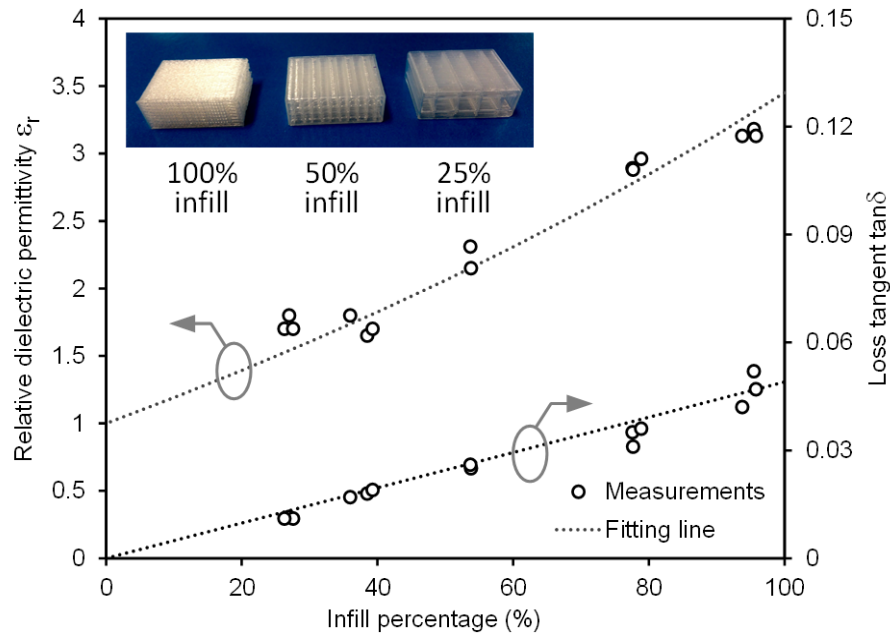 4
3.5
3
2.5
2
1.5
1
0.5
0
Relative dielectric permittivity εr
100%
infill
50%
infill
25%
infill
0.15
0.12
0.09
0.06
0.03
0
Loss tangent tanδ
Measurements
Fitting line
0 20 40 60 80 100
Infill percentage (%)